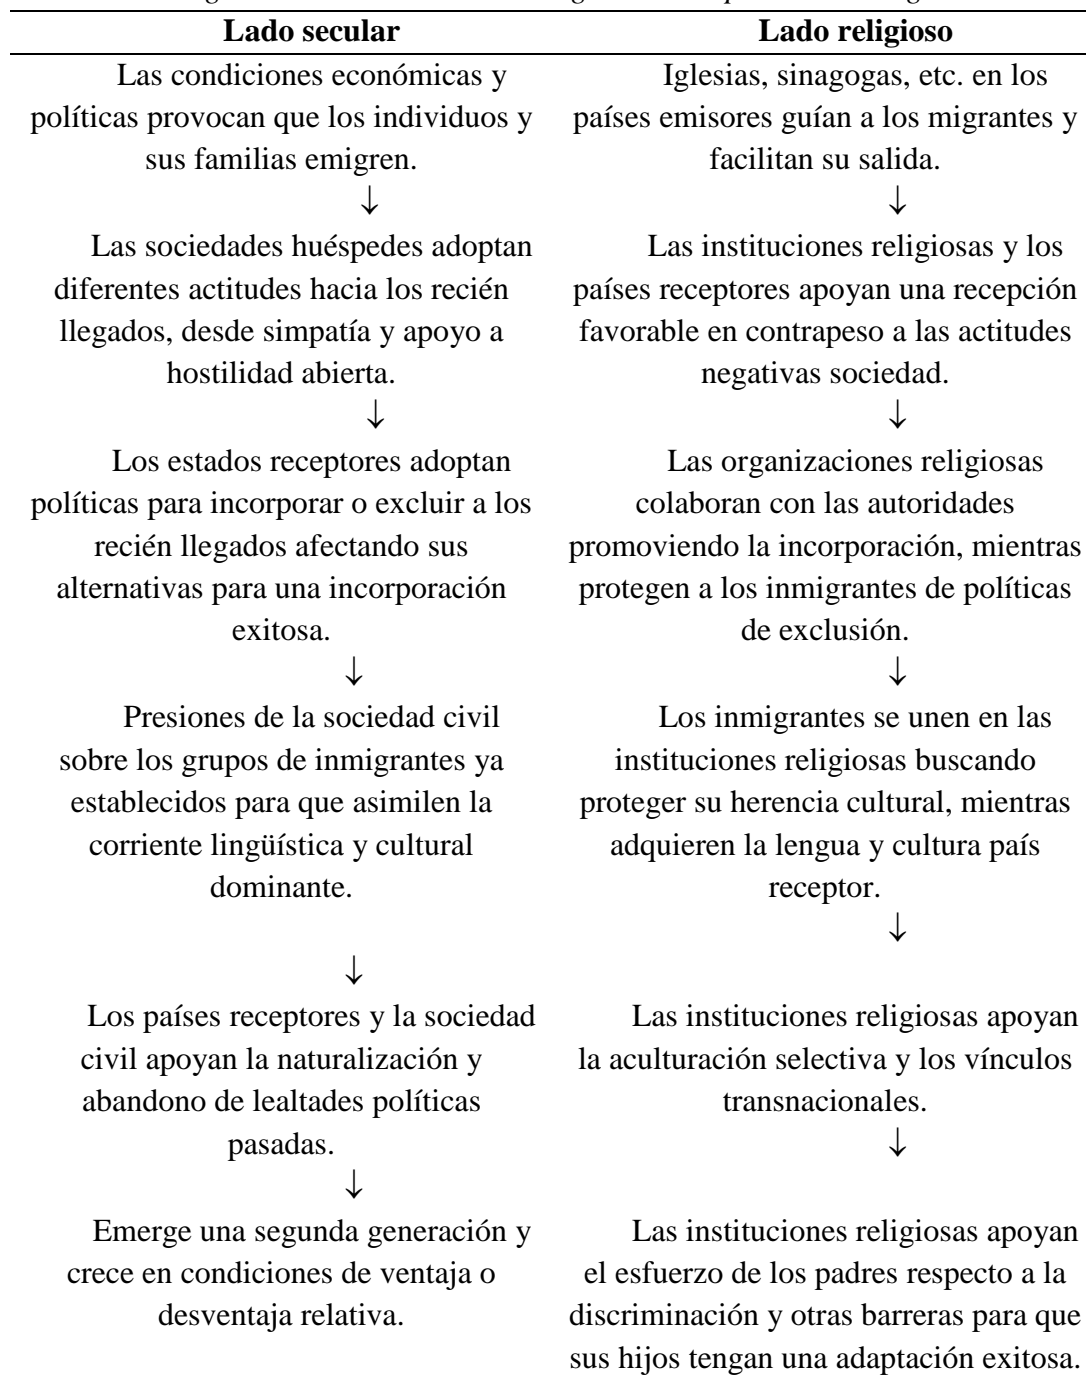 Lado secular
Lado religioso
Las condiciones económicas y
políticas provocan que los individuos y
sus familias emigren.
↓
Iglesias, sinagogas, etc. en los
países emisores guían a los migrantes y
facilitan su salida.
↓
Las sociedades huéspedes adoptan
diferentes actitudes hacia los recién
llegados, desde simpatía y apoyo a
hostilidad abierta.
↓
Las instituciones religiosas y los
países receptores apoyan una recepción
favorable en contrapeso a las actitudes
negativas sociedad.
↓
Los estados receptores adoptan
políticas para incorporar o excluir a los
recién llegados afectando sus
alternativas para una incorporación
exitosa.
↓
Las organizaciones religiosas
colaboran con las autoridades
promoviendo la incorporación, mientras
protegen a los inmigrantes de políticas
de exclusión.
↓
Presiones de la sociedad civil
sobre los grupos de inmigrantes ya
establecidos para que asimilen la
corriente lingüística y cultural
dominante.
↓
Los inmigrantes se unen en las
instituciones religiosas buscando
proteger su herencia cultural, mientras
adquieren la lengua y cultura país
receptor.
↓
Los países receptores y la sociedad
civil apoyan la naturalización y
abandono de lealtades políticas
pasadas.
↓
Las instituciones religiosas apoyan
la aculturación selectiva y los vínculos
transnacionales.
↓
Emerge una segunda generación y
crece en condiciones de ventaja o
desventaja relativa.
Las instituciones religiosas apoyan
el esfuerzo de los padres respecto a la
discriminación y otras barreras para que
sus hijos tengan una adaptación exitosa.